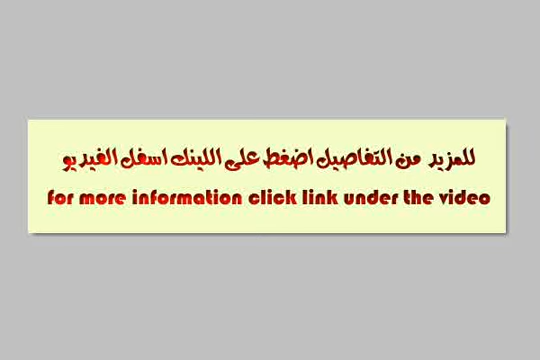 للمزيد من التفاصيل اضغط على اللينك اسفل الفيديو
for more information click link under the video